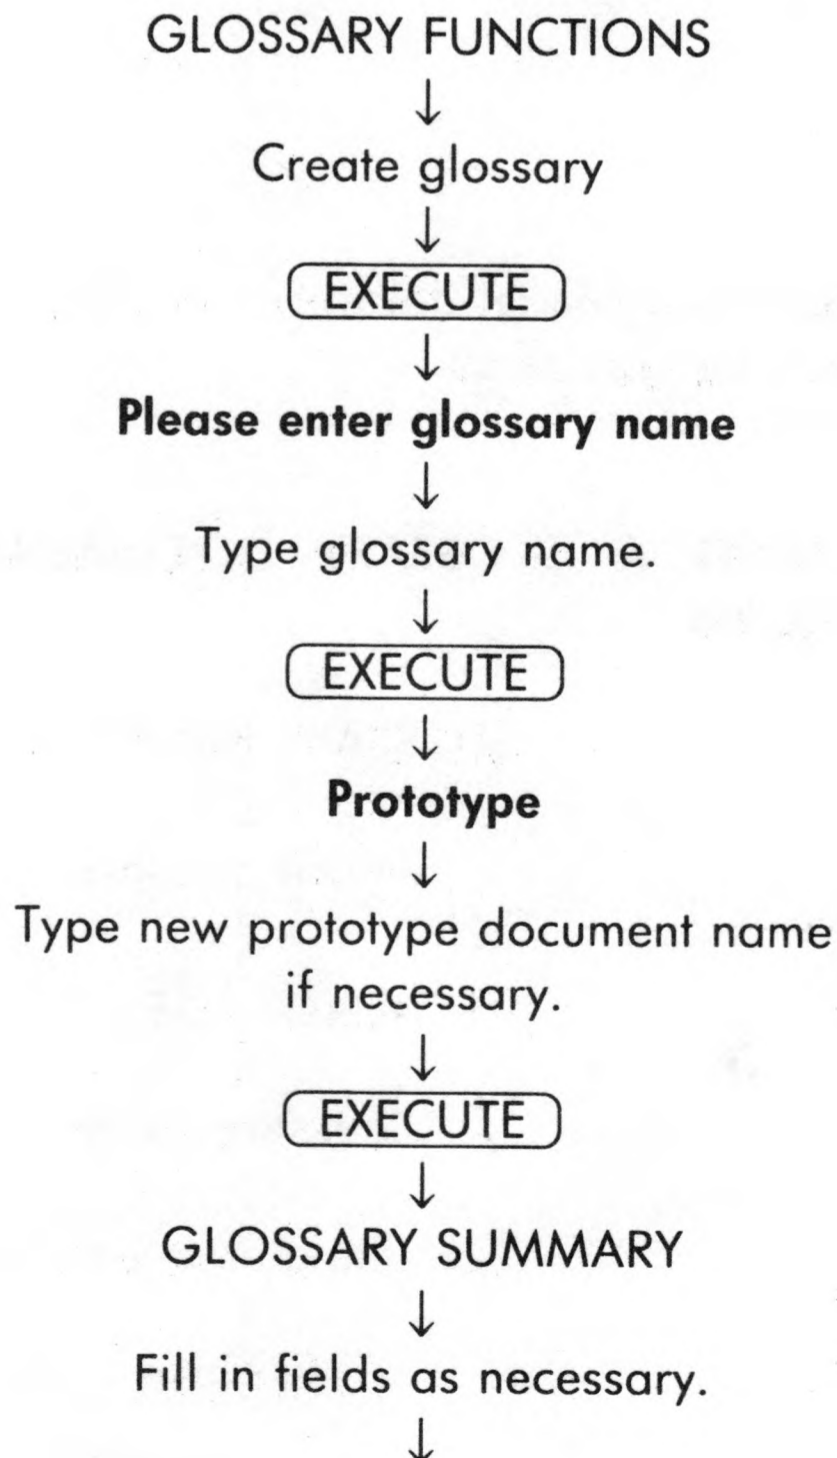 GLOSSARY FUNCTIONS
↓
Create glossary
↓
EXECUTE
↓
Please enter glossary name
↓
Type glossary name.
↓
EXECUTE
↓
Prototype
↓
Type new prototype document name
if necessary.
↓
EXECUTE
↓
GLOSSARY SUMMARY
↓
Fill in fields as necessary.
↓